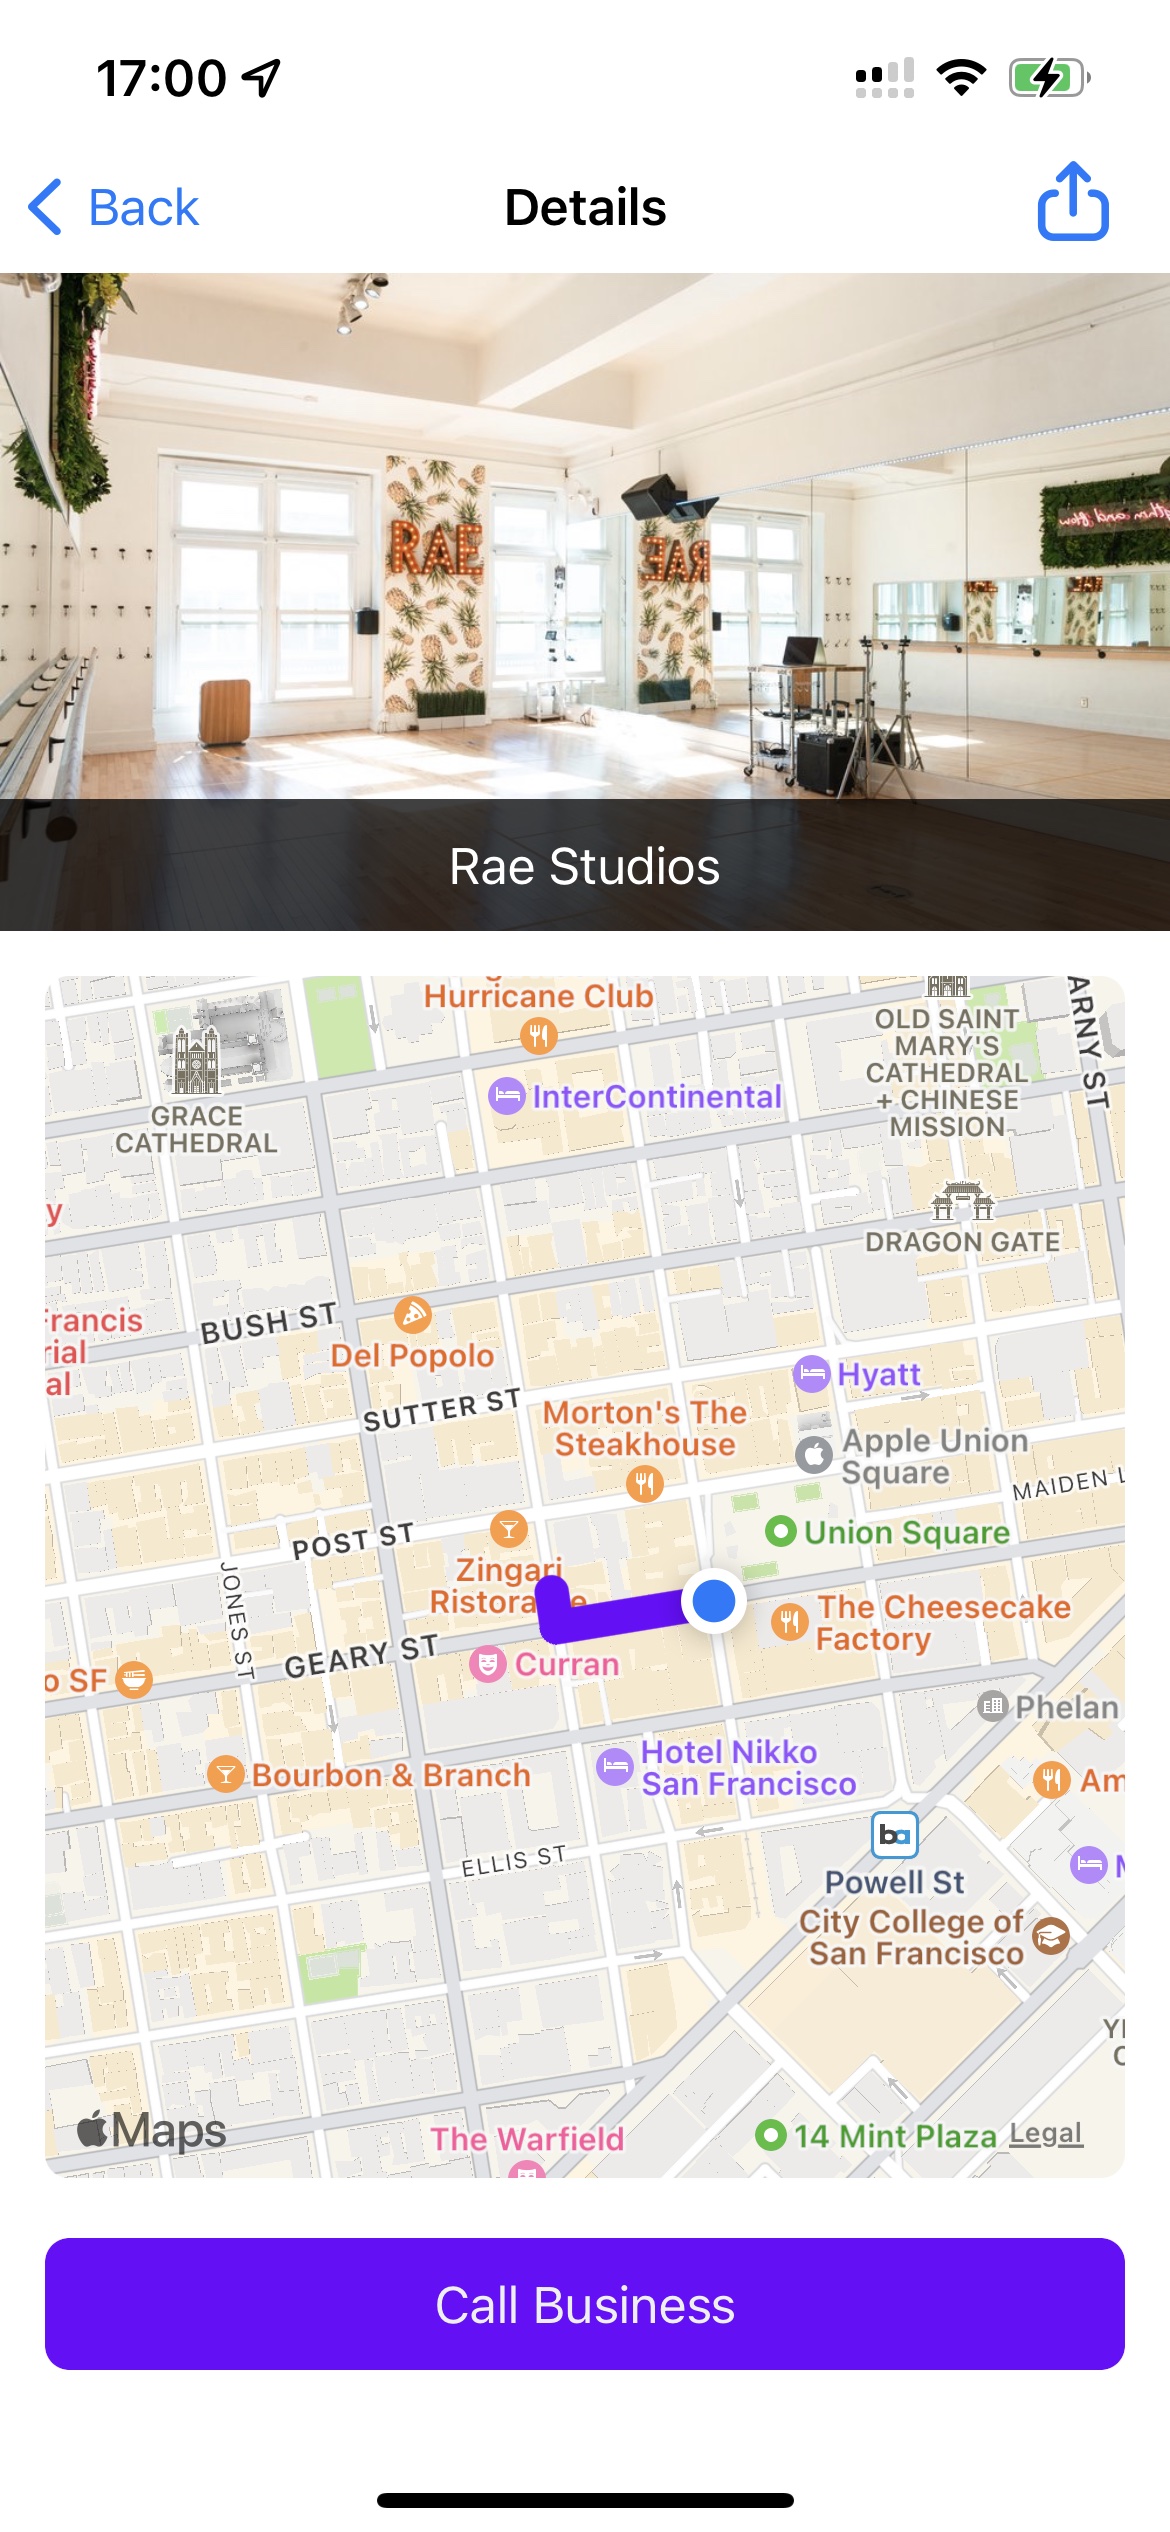 17:00
Back
Details
RAE
RAE
Rae Studios
Hurricane Club
OLD SAINT
MARY'S
CATHEDRAL
+ CHINESE
MISSION
ARNY ST
GRACE
CATHEDRAL
InterContinental
DRAGON GATE
y
Francis
rial
al
BUSH ST
Del Popolo
SUTTER ST
Hyatt
Morton's The
Steakhouse
Apple Union
Square
MAIDEN L
POST ST
Union Square
Zingari
JONES ST
The Cheesecake
Factory
GEARY ST
Curran
o SF
Phelan
Hotel Nikko
San Francisco
Bourbon & Branch
Am
ba
ELLIS ST
Powell St
City College of
San Francisco
Maps
The Warfield
14 Mint Plaza
Legal
Call Business